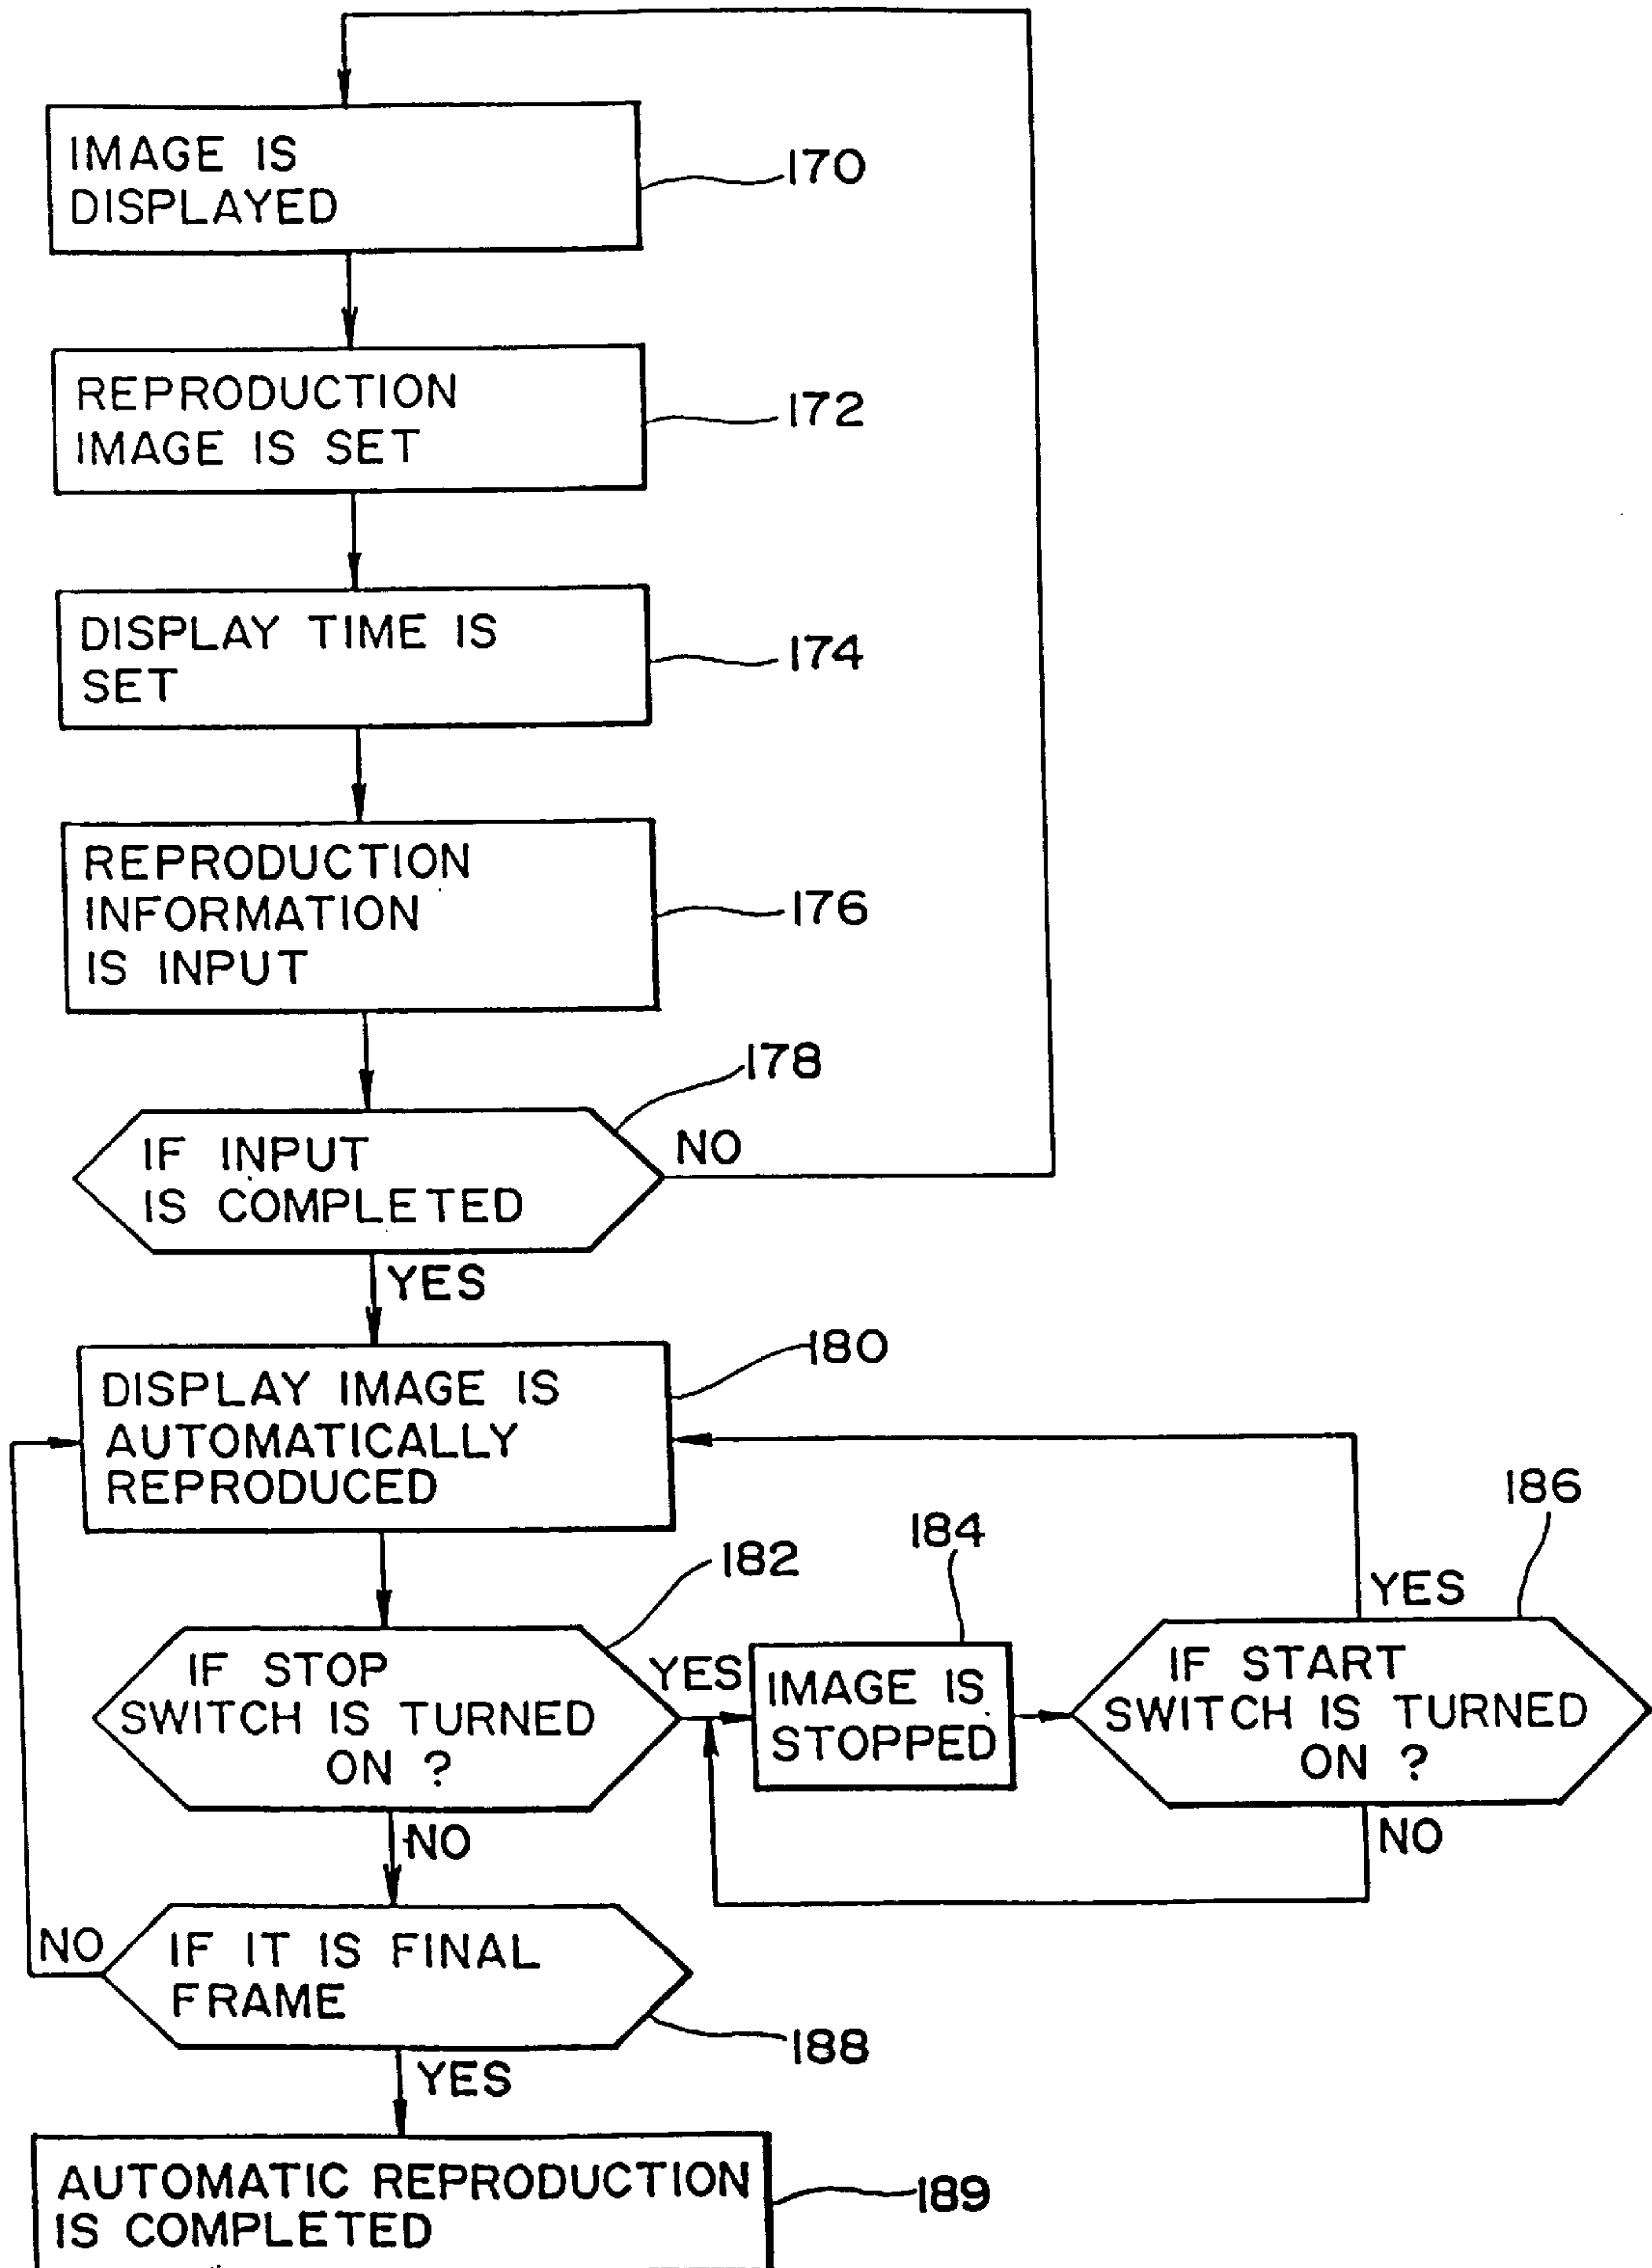 IMAGE IS
DISPLAYED
170
REPRODUCTION
IMAGE IS SET
172
DISPLAY TIME IS
SET
174
REPRODUCTION
INFORMATION
IS INPUT
176
178
IF INPUT
IS COMPLETED
NO
YES
180
DISPLAY IMAGE IS
AUTOMATICALLY
REPRODUCED
182
IF STOP
SWITCH IS TURNED
ON ?
YES
184
IMAGE IS
STOPPED
186
YES
IF START
SWITCH IS TURNED
ON ?
NO
NO
NO
IF IT IS FINAL
FRAME
188
YES
AUTOMATIC REPRODUCTION
IS COMPLETED
189